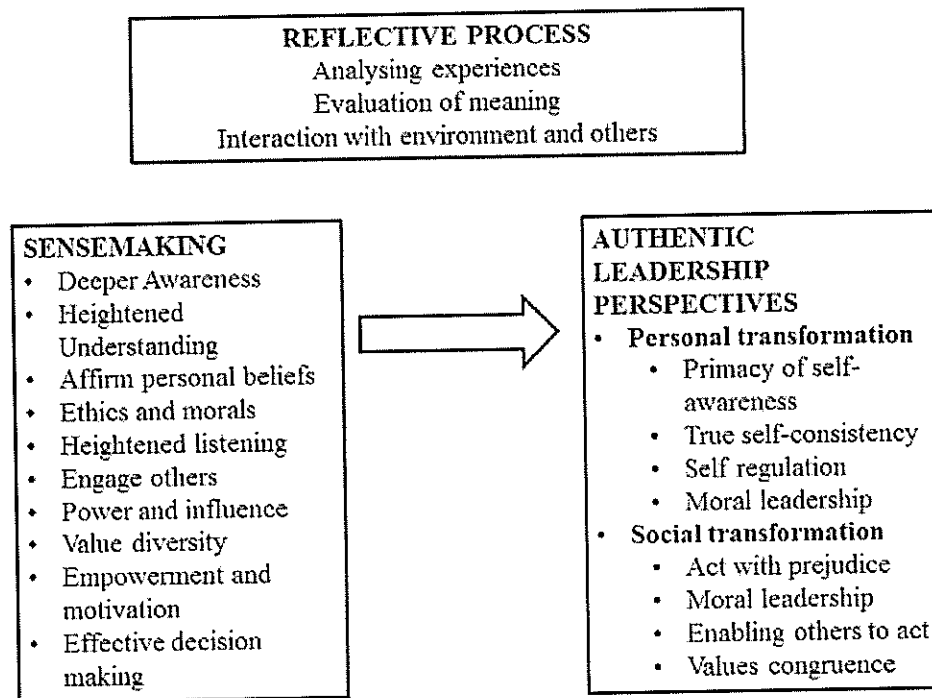 REFLECTIVE PROCESS
Analysing experiences
Evaluation of meaning
Interaction with environment and others
SENSEMAKING
• Deeper Awareness
• Heightened
Understanding
• Affirm personal beliefs
• Ethics and morals
• Heightened listening
• Engage others
• Power and influence
• Value diversity
• Empowerment and
motivation
• Effective decision
making
AUTHENTIC
LEADERSHIP
PERSPECTIVES
• Personal transformation
• Primacy of self-
awareness
• True self-consistency
• Self regulation
• Moral leadership
• Social transformation
• Act with prejudice
• Moral leadership
• Enabling others to act
• Values congruence